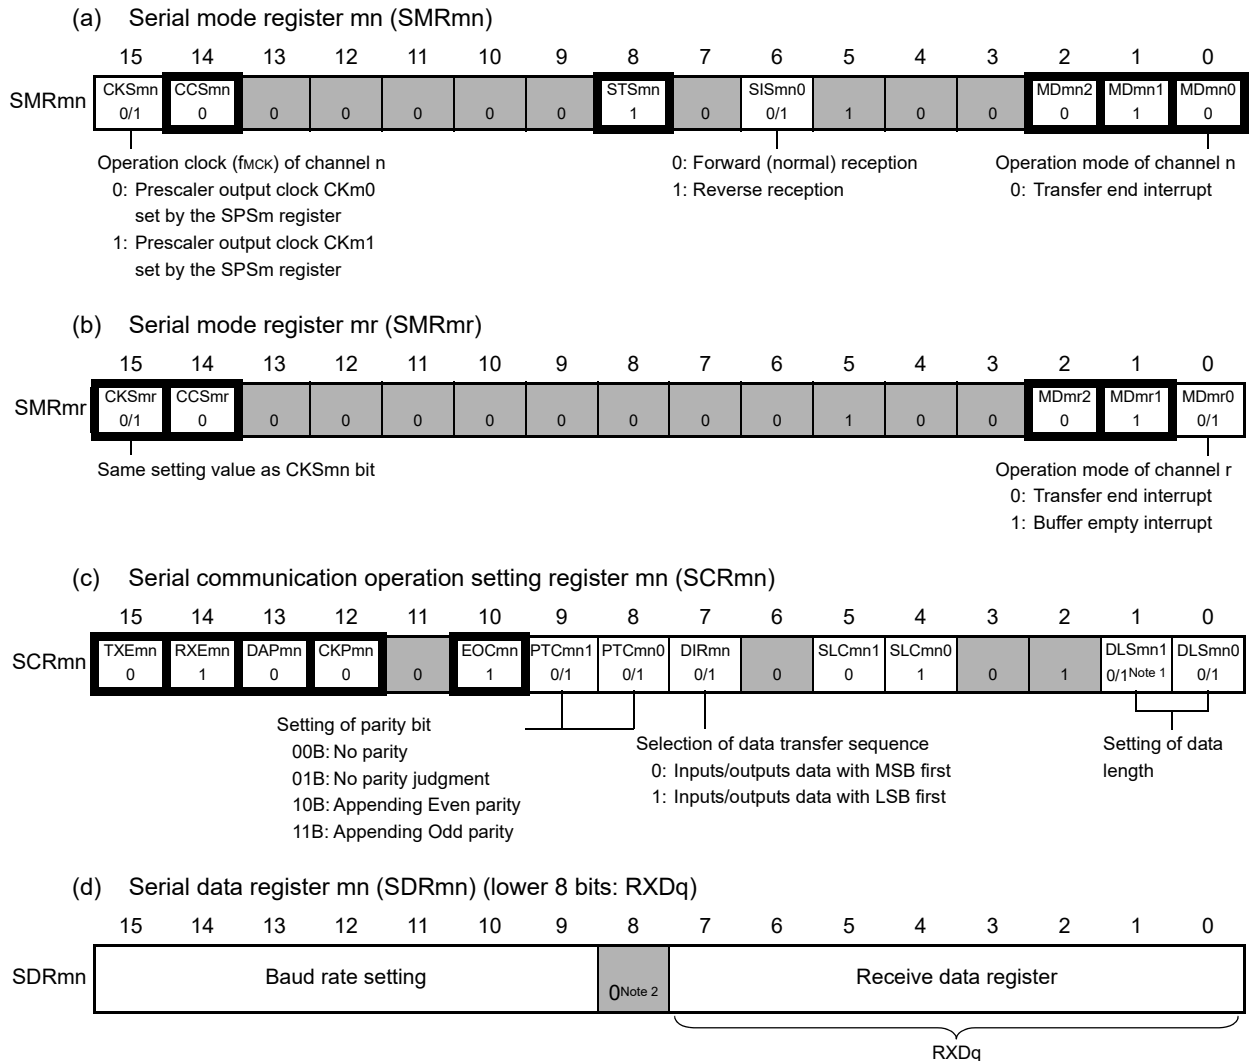 (a) Serial mode register mn (SMRmn)
15 14 13 12 11 10 9 8 7 6 5 4 3 2 1 0
CKSmn CCSmn STSmn SISmn0 MDmn2 MDmn1 MDmn0
SMRmn 0/1 0 0 0 0 0 0 1 0 0/1 1 0 0 0 1 0
Operation clock (fMCK) of channel n
0: Prescaler output clock CKm0
set by the SPSm register
1: Prescaler output clock CKm1
set by the SPSm register
0: Forward (normal) reception
1: Reverse reception
Operation mode of channel n
0: Transfer end interrupt
(b) Serial mode register mr (SMRmr)
15 14 13 12 11 10 9 8 7 6 5 4 3 2 1 0
CKSmr CCSmr MDmr2 MDmr1 MDmr0
SMRmr 0/1 0 0 0 0 0 0 0 0 0 1 0 0 0 1 0/1
Same setting value as CKSmn bit
Operation mode of channel r
0: Transfer end interrupt
1: Buffer empty interrupt
(c) Serial communication operation setting register mn (SCRmn)
15 14 13 12 11 10 9 8 7 6 5 4 3 2 1 0
TXEmn RXEmn DAPmn CKPmn EOCmn PTCmn1 PTCmn0 DIRmn SLCmn1 SLCmn0 DLSmn1 DLSmn0
SCRmn 0 1 0 0 0 1 0/1 0/1 0/1 0 0 1 0 1 0/1Note 1 0/1
Setting of parity bit
00B: No parity
01B: No parity judgment
10B: Appending Even parity
11B: Appending Odd parity
Selection of data transfer sequence
0: Inputs/outputs data with MSB first
1: Inputs/outputs data with LSB first
Setting of data
length
(d) Serial data register mn (SDRmn) (lower 8 bits: RXDq)
15 14 13 12 11 10 9 8 7 6 5 4 3 2 1 0
SDRmn Baud rate setting 0Note 2 Receive data register
RXDq